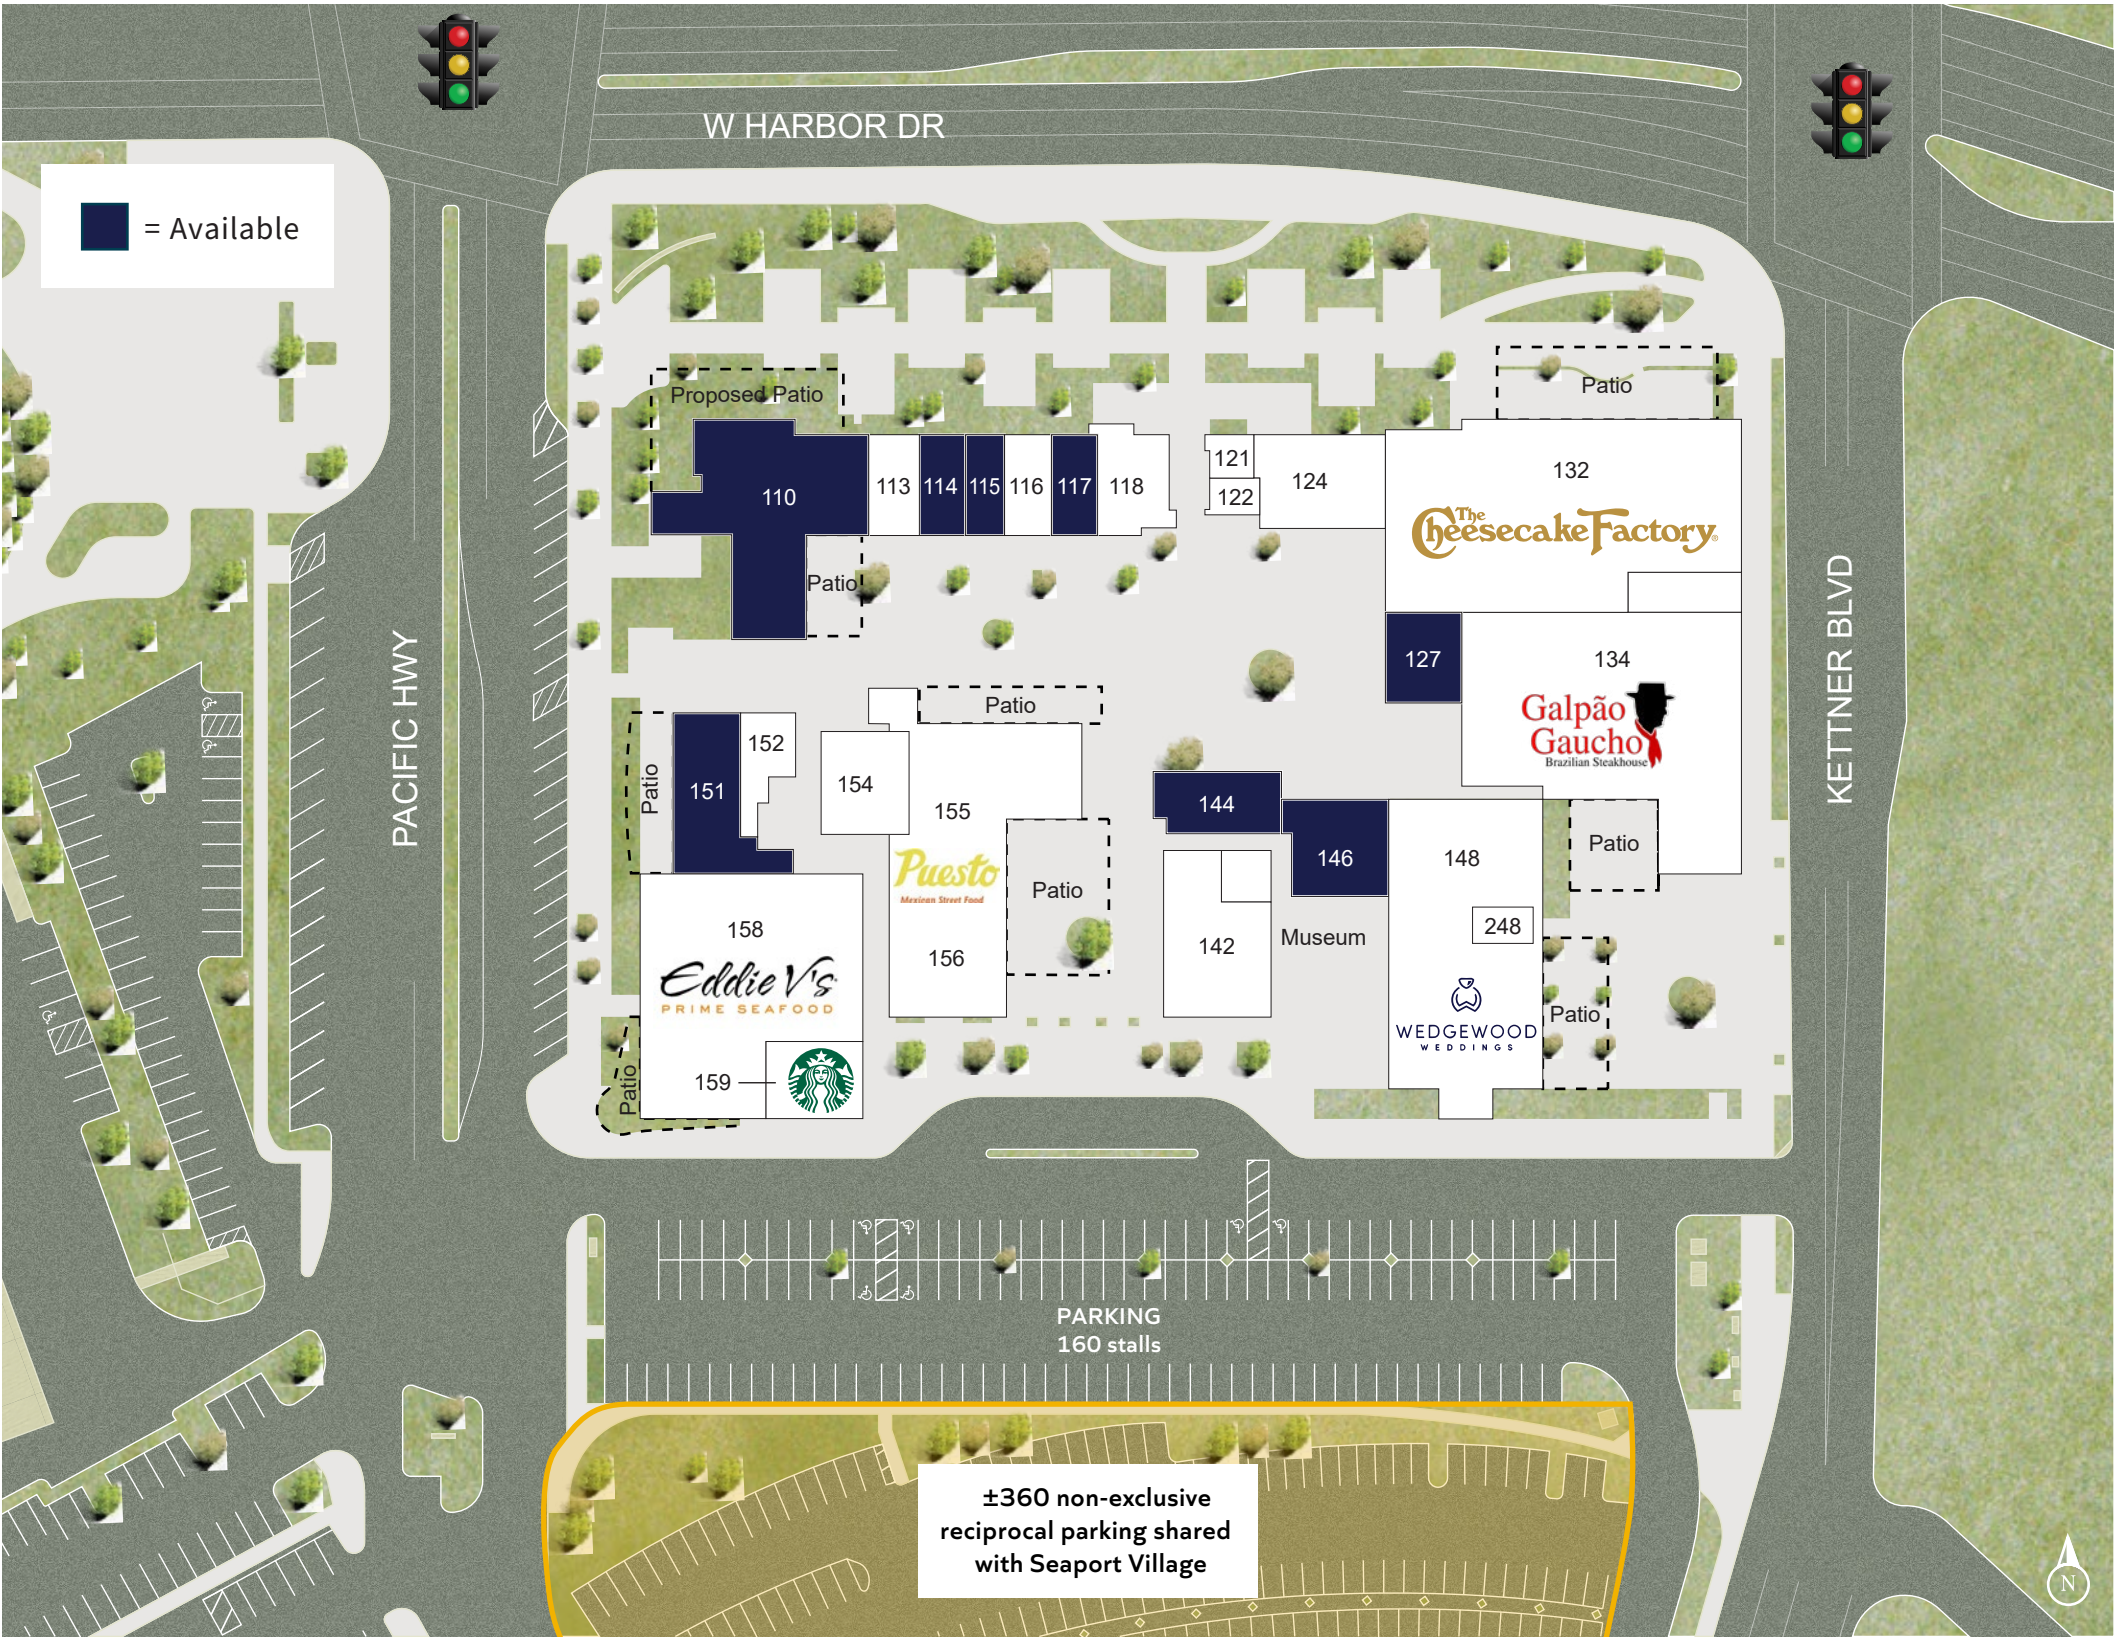 W HARBOR DR
= Available
Proposed Patio
Patio
110
113
114
115
116
117
118
121
122
124
132
The
Cheesecake Factory®
Patio
127
134
Galpão
Gaucho
Brazilian Steakhouse
PACIFIC HWY
KETTNER BLVD
Patio
Patio
151
152
154
155
Puesto
Mexican Street Food
Patio
156
144
146
148
Patio
142
Museum
248
WEDGEWOOD
WEDDINGS
Patio
158
Eddie V's
PRIME SEAFOOD
159
Patio
PARKING
160 stalls
±360 non-exclusive
reciprocal parking shared
with Seaport Village
N